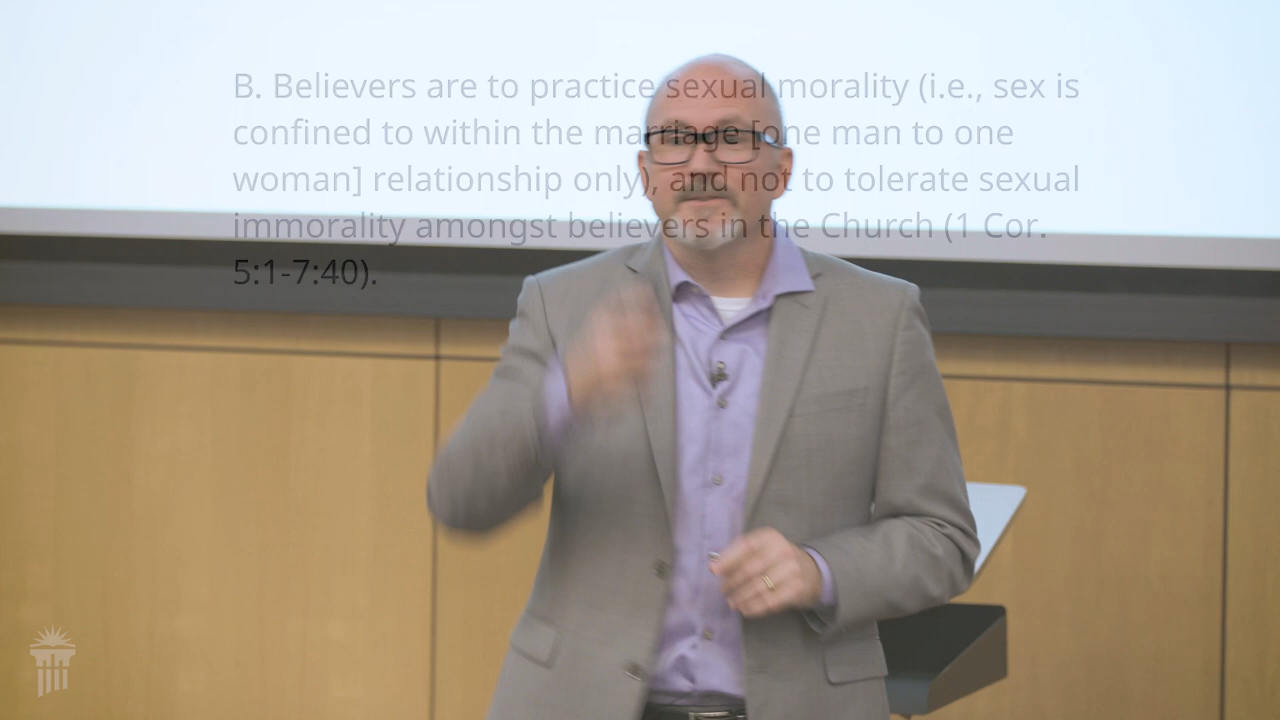 B. Believers are to practice sexual morality (i.e., sex is
confined to within the marriage [one man to one
woman] relationship only), and not to tolerate sexual
immorality amongst believers in the Church (1 Cor.
5:1-7:40).